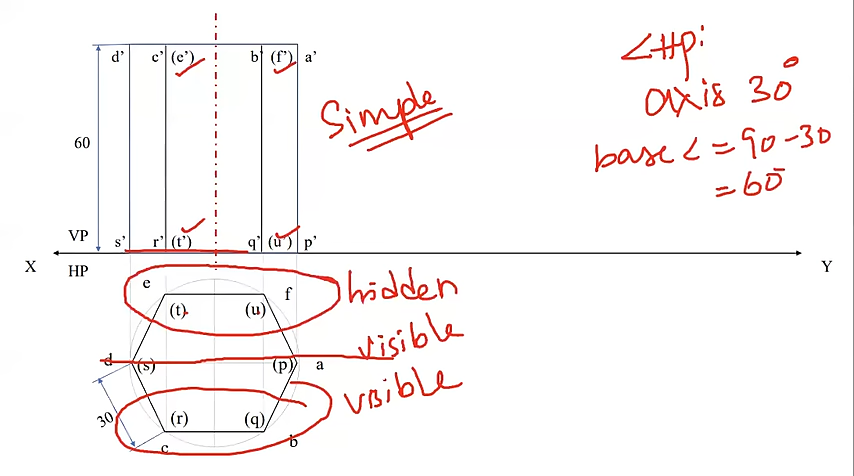 ∠Hp:
axis 30°
base ∠ = 90 - 30
= 60°
d' c' (e') b' (f') a'
Simple
60
VP
s' r' (t') q' (u') p'
X Y
HP
e f
(t) (u)
hidden
visible
d (s) (p) a
visible
30
(r) (q)
c b